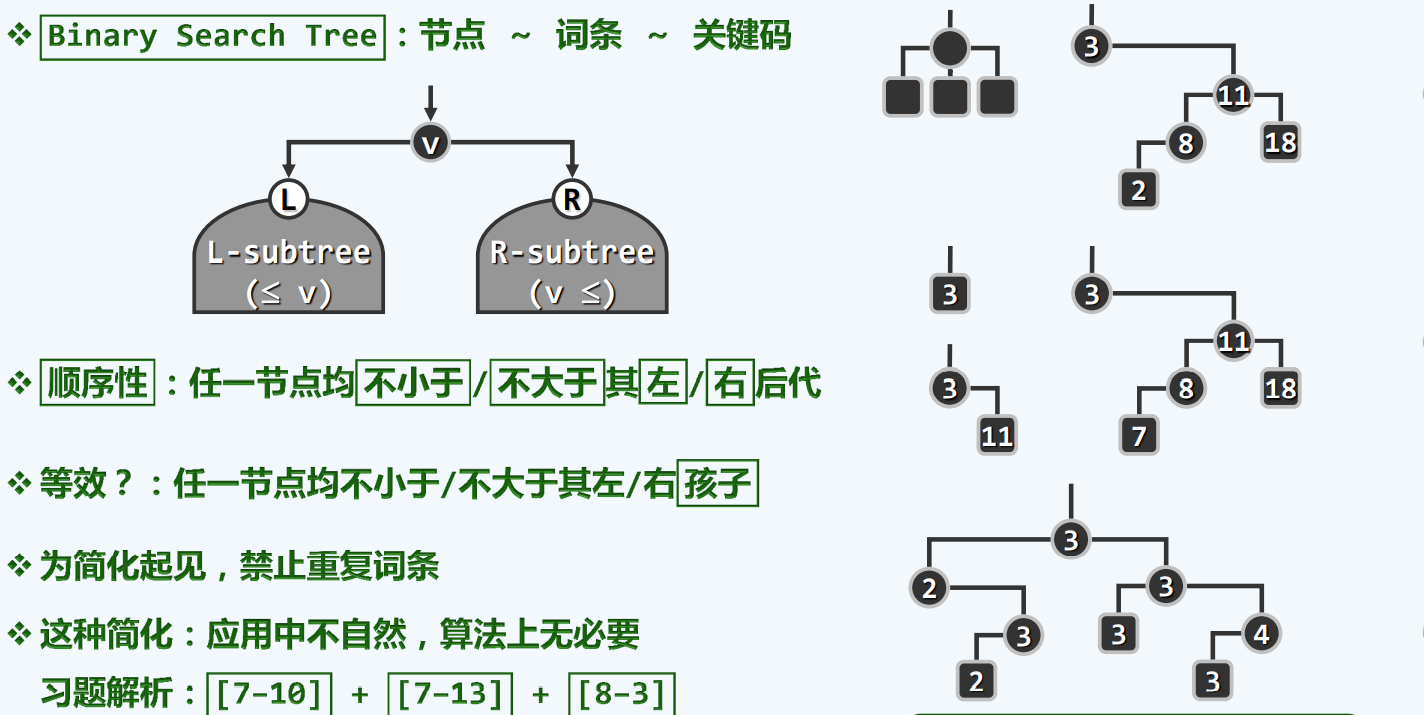 Binary Search Tree：节点 ~ 词条 ~ 关键码
v
L
R
L-subtree
(≤ v)
R-subtree
(v ≤)
顺序性：任一节点均不小于/不大于其左/右后代
等效？：任一节点均不小于/不大于其左/右孩子
为简化起见，禁止重复词条
这种简化：应用中不自然，算法上无必要
习题解析：[7-10] + [7-13] + [8-3]
3
11
8
18
2
3
3
11
3
11
8
18
7
3
2
3
3
3
4
2
3